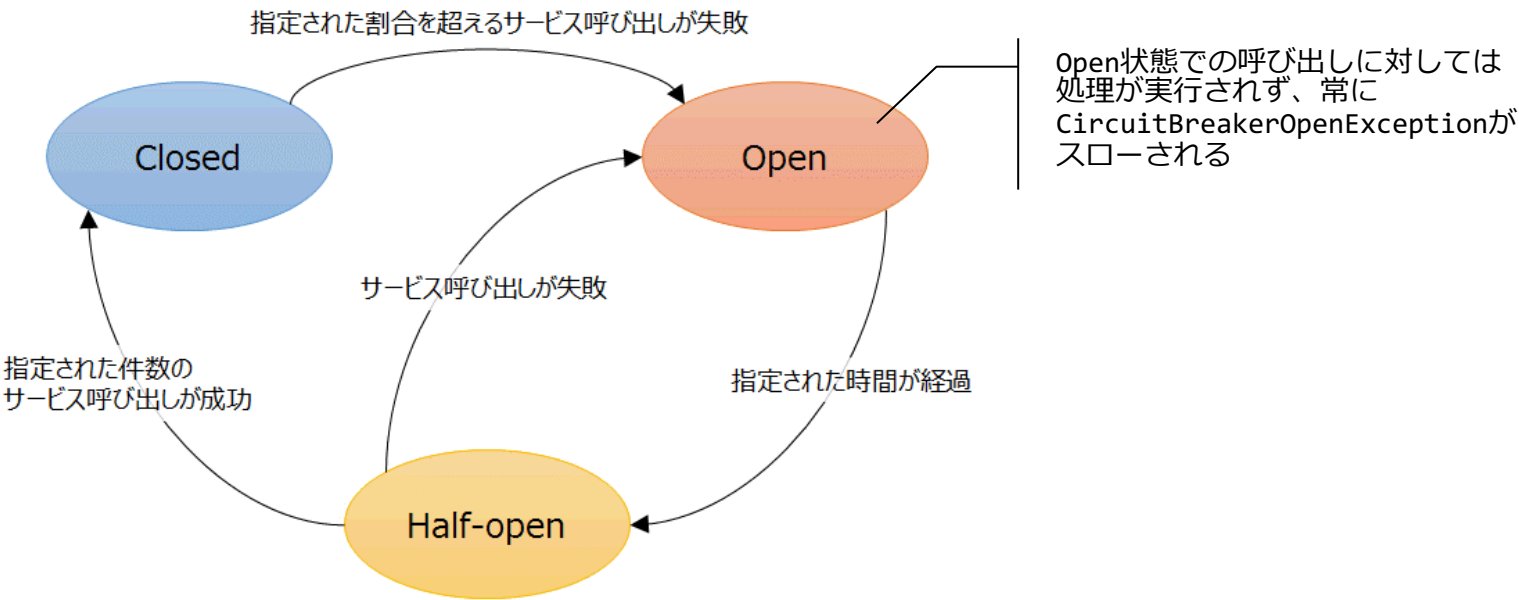 指定された割合を超えるサービス呼び出しが失敗
Open状態での呼び出しに対しては
処理が実行されず、常に
CircuitBreakerOpenExceptionが
スローされる
Closed
Open
サービス呼び出しが失敗
指定された件数の
サービス呼び出しが成功
指定された時間が経過
Half-open